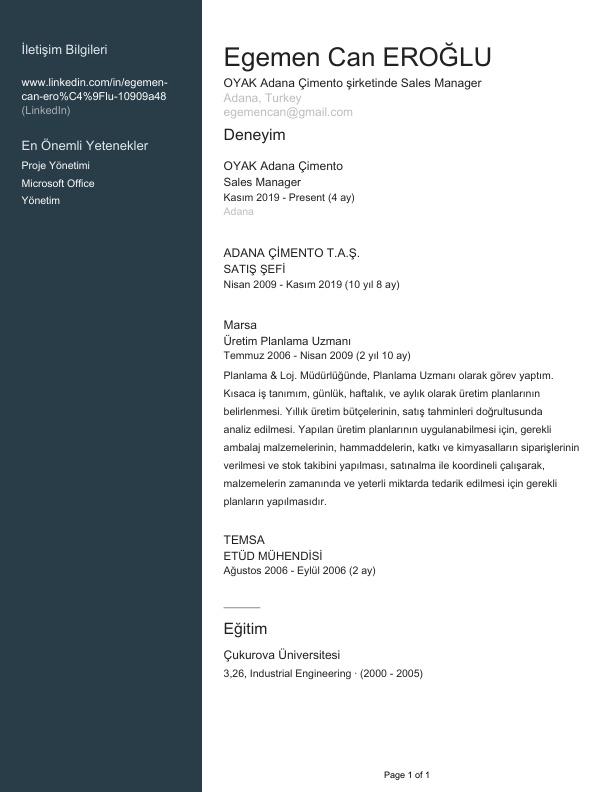 İletişim Bilgileri
www.linkedin.com/in/egemen-
can-ero%C4%9Flu-10909a48
(LinkedIn)
En Önemli Yetenekler
Proje Yönetimi
Microsoft Office
Yönetim
Egemen Can EROĞLU
OYAK Adana Çimento şirketinde Sales Manager
Adana, Turkey
egemencan@gmail.com
Deneyim
OYAK Adana Çimento
Sales Manager
Kasım 2019 - Present (4 ay)
Adana
ADANA ÇİMENTO T.A.Ş.
SATIŞ ŞEFİ
Nisan 2009 - Kasım 2019 (10 yıl 8 ay)
Marsa
Üretim Planlama Uzmanı
Temmuz 2006 - Nisan 2009 (2 yıl 10 ay)
Planlama & Loj. Müdürlüğünde, Planlama Uzmanı olarak görev yaptım.
Kısaca iş tanımım, günlük, haftalık, ve aylık olarak üretim planlarının
belirlenmesi. Yıllık üretim bütçelerinin, satış tahminleri doğrultusunda
analiz edilmesi. Yapılan üretim planlarının uygulanabilmesi için, gerekli
ambalaj malzemelerinin, hammaddelerin, katkı ve kimyasalların siparişlerinin
verilmesi ve stok takibini yapılması, satınalma ile koordineli çalışarak,
malzemelerin zamanında ve yeterli miktarda tedarik edilmesi için gerekli
planların yapılmasıdır.
TEMSA
ETÜD MÜHENDİSİ
Ağustos 2006 - Eylül 2006 (2 ay)
Eğitim
Çukurova Üniversitesi
3,26, Industrial Engineering · (2000 - 2005)
Page 1 of 1